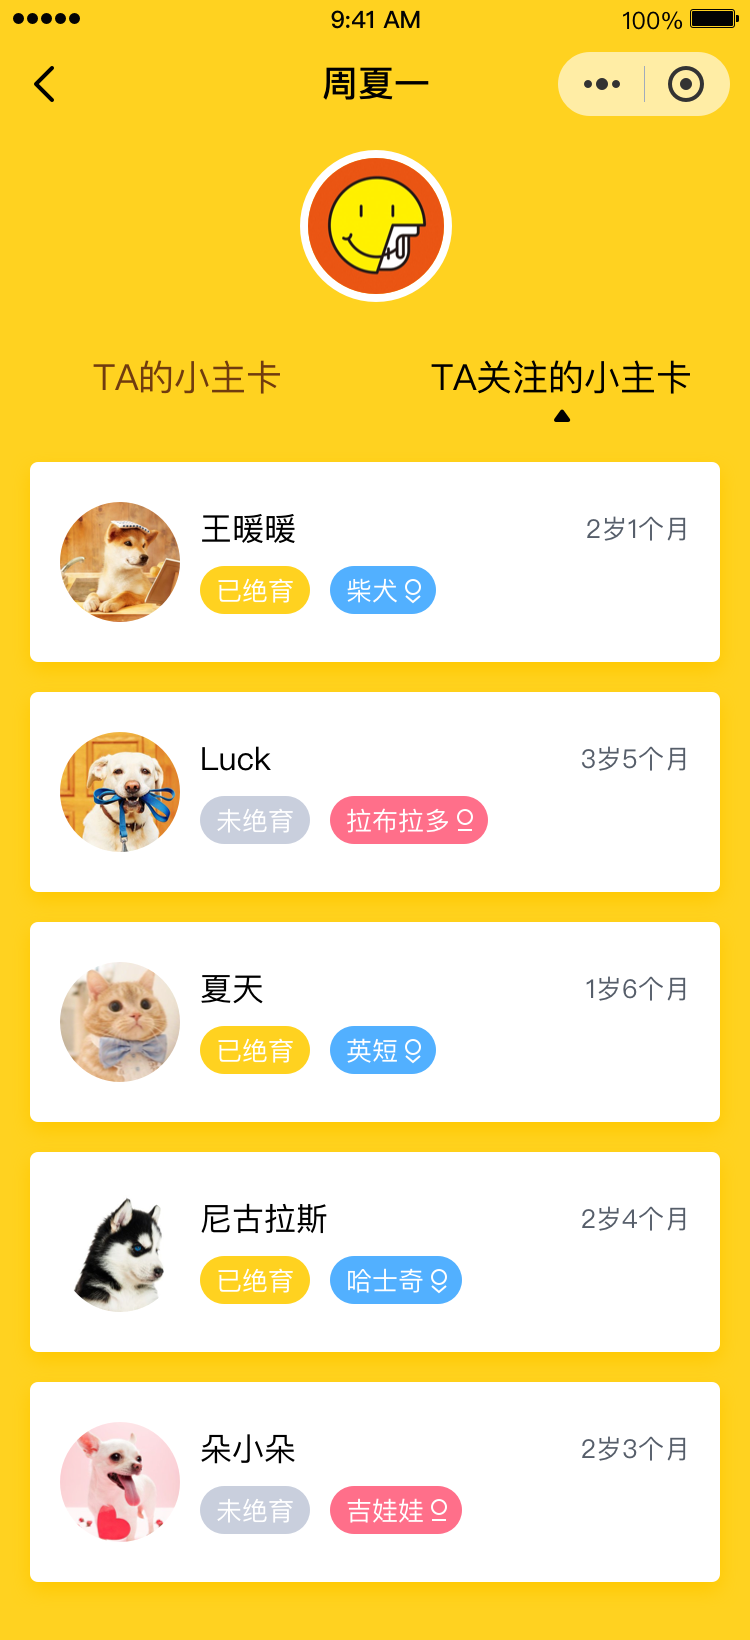 9:41 AM 100%
周夏一
TA的小主卡 TA关注的小主卡
王暖暖 2岁1个月
已绝育 柴犬
Luck 3岁5个月
未绝育 拉布拉多
夏天 1岁6个月
已绝育 英短
尼古拉斯 2岁4个月
已绝育 哈士奇
朵小朵 2岁3个月
未绝育 吉娃娃